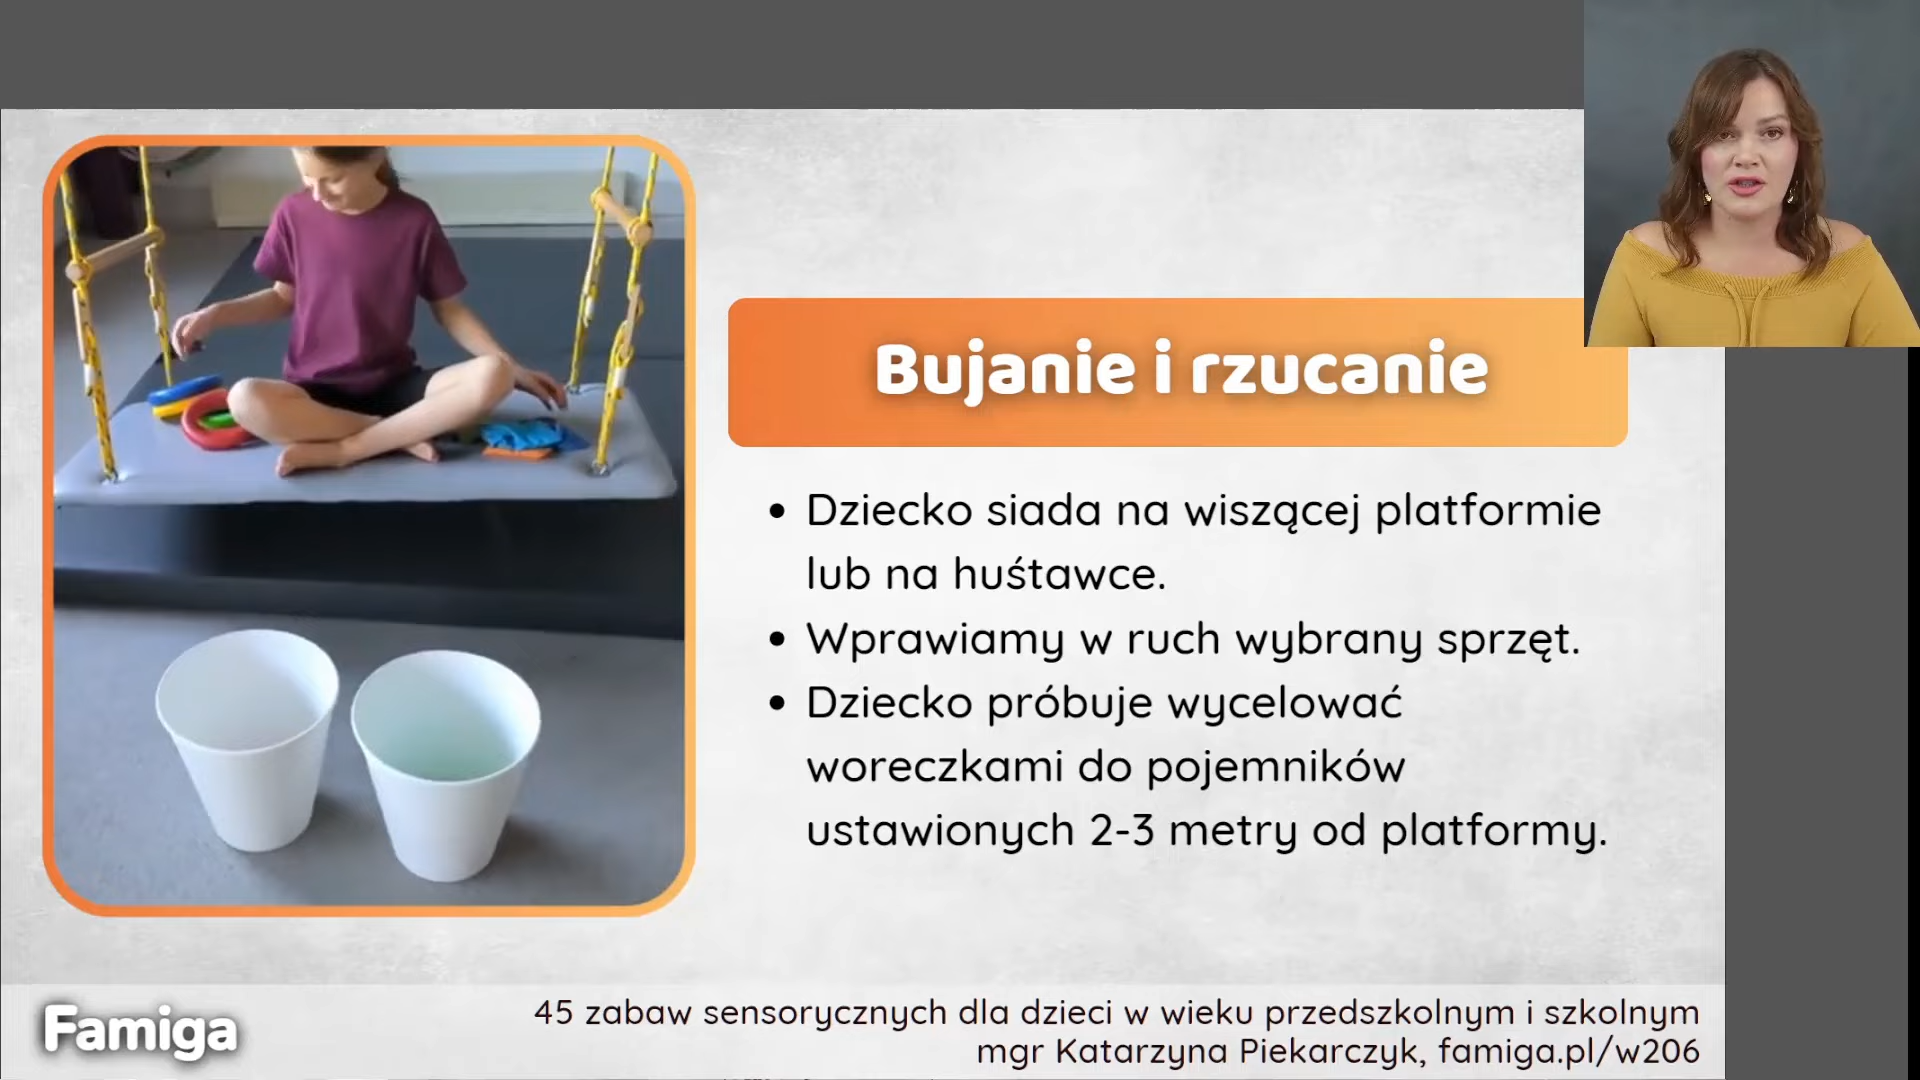 Bujanie i rzucanie
• Dziecko siada na wiszącej platformie
lub na huśtawce.
• Wprawiamy w ruch wybrany sprzęt.
• Dziecko próbuje wycelować
woreczkami do pojemników
ustawionych 2-3 metry od platformy.
Famiga
45 zabaw sensorycznych dla dzieci w wieku przedszkolnym i szkolnym
mgr Katarzyna Piekarczyk, famiga.pl/w206